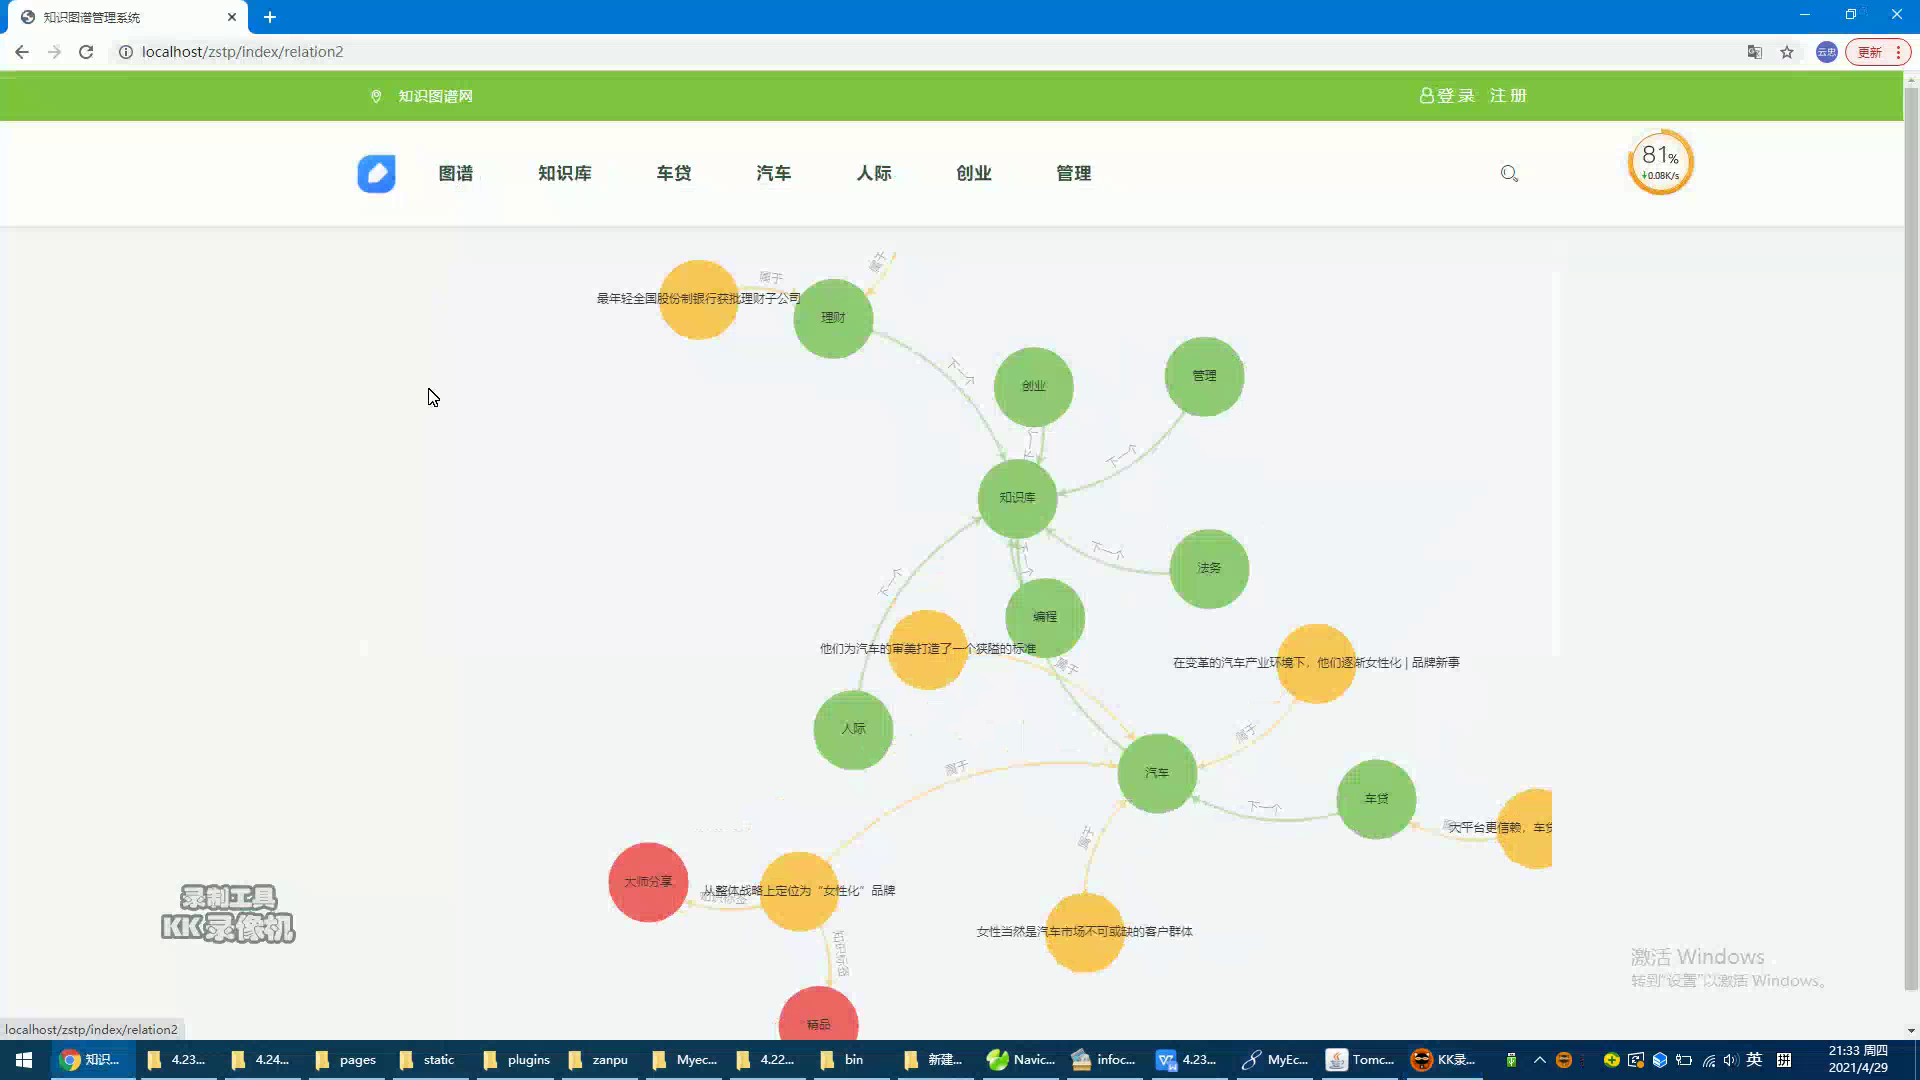 知识图谱管理系统
localhost/zstp/index/relation2
云忠
更新
知识图谱网
登录 注册
图谱 知识库 车贷 汽车 人际 创业 管理
81%
0.08K/s
属于
属于
最年轻全国股份制银行获批理财子公司
理财
下一个
创业
管理
下一个
下一个
知识库
下一个
下一个
法务
下一个
编程
他们为汽车的审美打造了一个狭隘的标准
属于
在变革的汽车产业环境下，他们逐渐女性化 | 品牌新事
人际
属于
属于
汽车
车贷
下一个
大平台更信赖，车贷
属于
大师分享
从整体战略上定位为“女性化”品牌
知识标签
知识标签
女性当然是汽车市场不可或缺的客户群体
精品
录制工具
KK录像机
激活 Windows
转到“设置”以激活 Windows。
localhost/zstp/index/relation2
知识... 4.23... 4.24... pages static plugins zanpu Myec... 4.22... bin 新建... Navic... infoc... 4.23... MyEc... Tomc... KK录... 英 拼
21:33 周四
2021/4/29